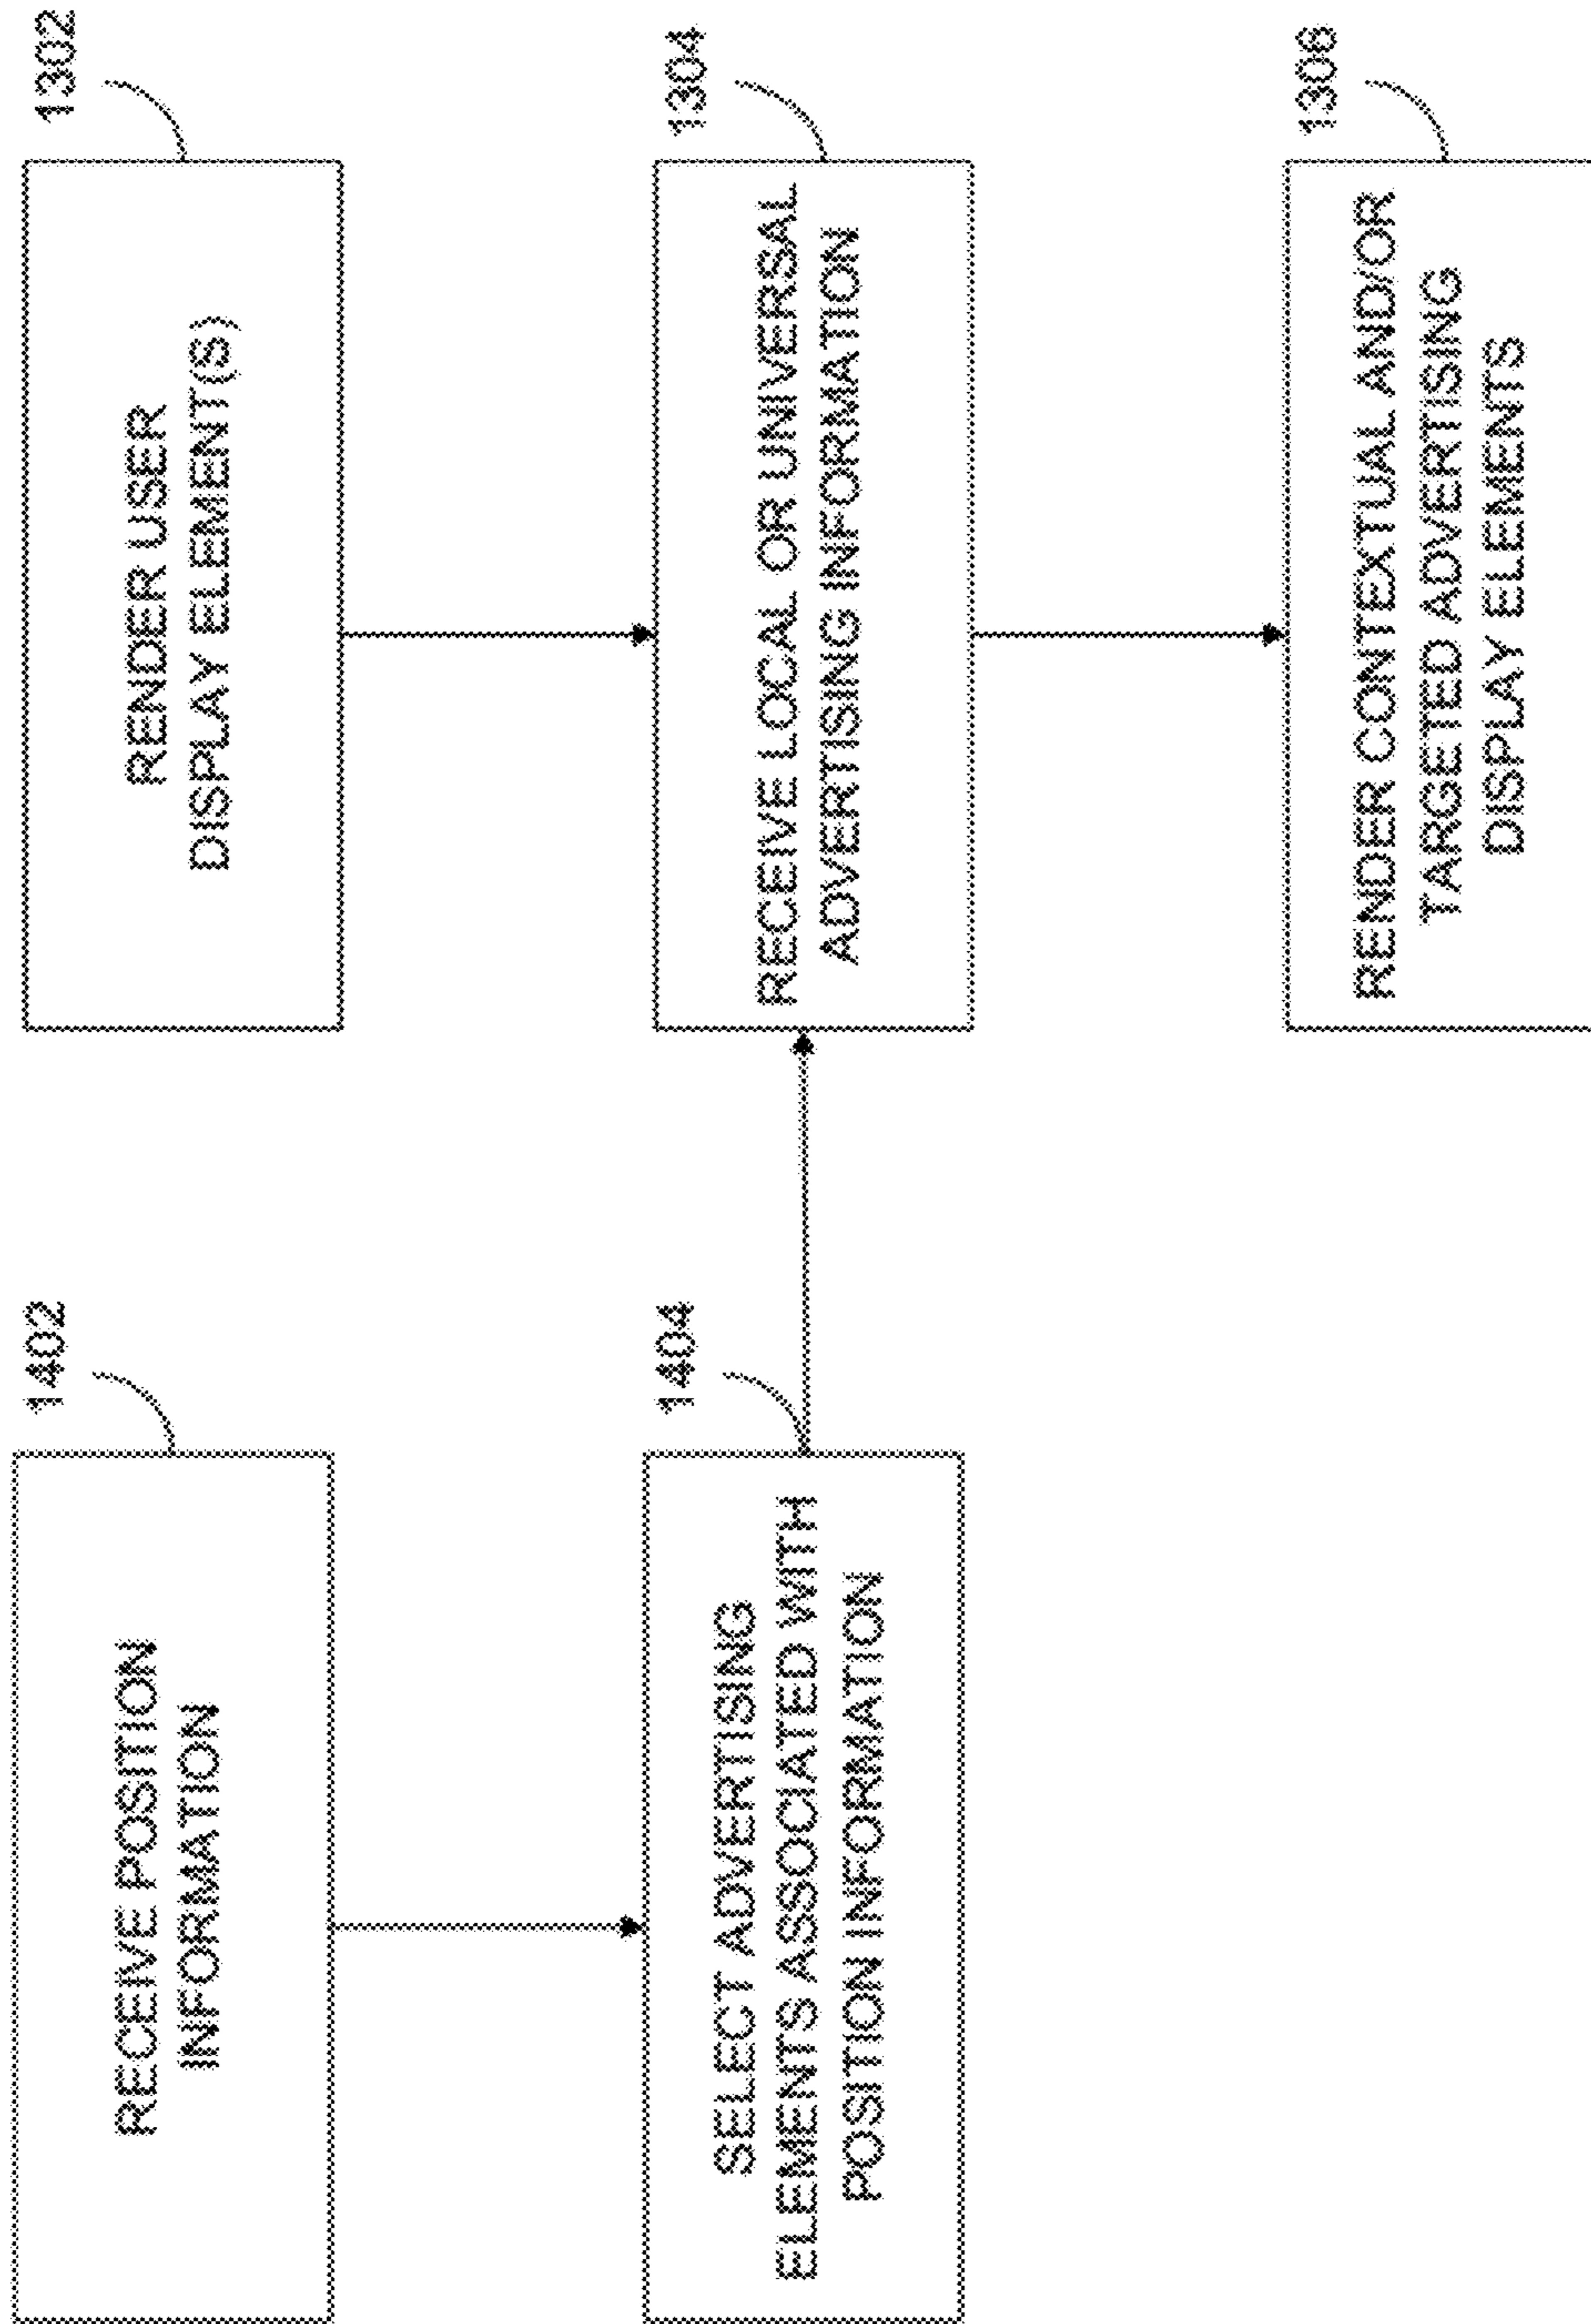 1402
RECEIVE POSITION
INFORMATION
1404
SELECT ADVERTISING
ELEMENTS ASSOCIATED WITH
POSITION INFORMATION
1302
RENDER USER
DISPLAY ELEMENT(S)
1304
RECEIVE LOCAL OR UNIVERSAL
ADVERTISING INFORMATION
1306
RENDER CONTEXTUAL AND/OR
TARGETED ADVERTISING
DISPLAY ELEMENTS